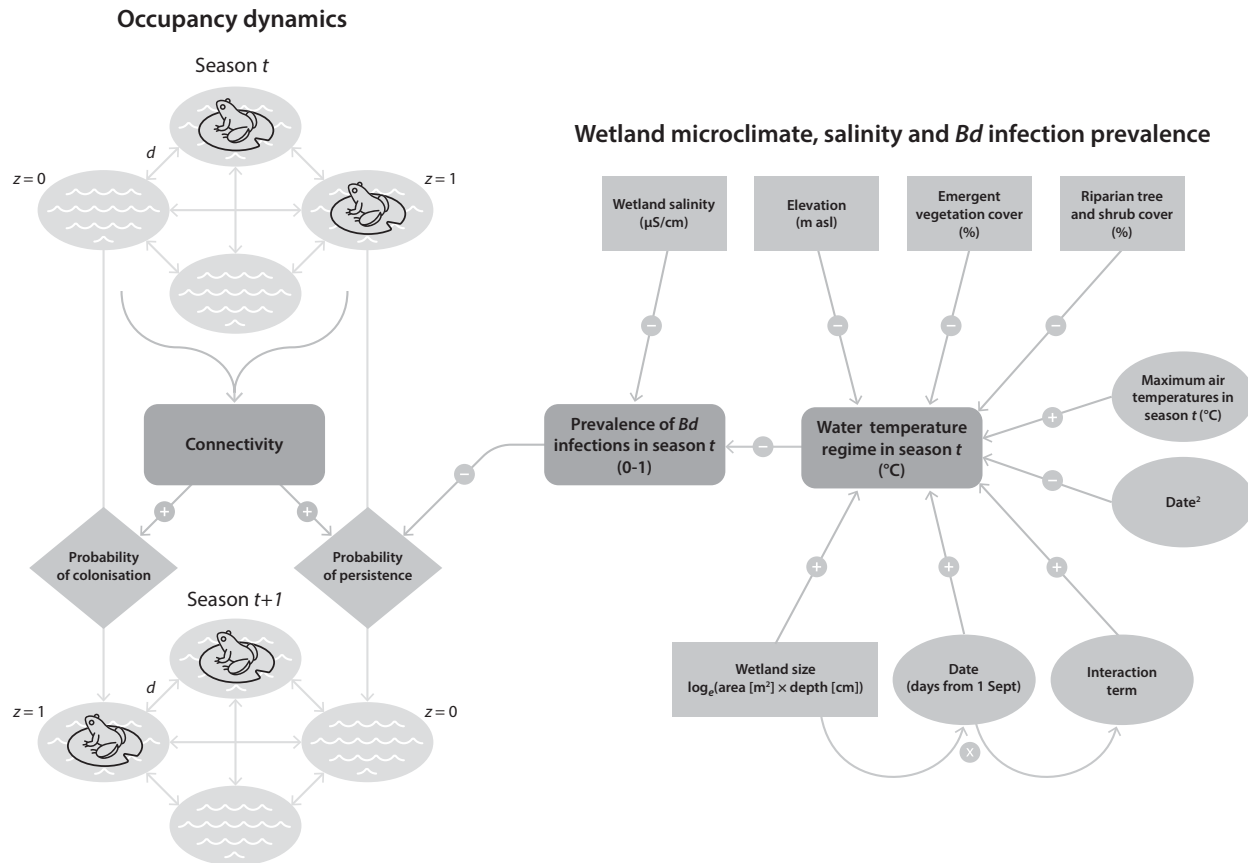 Occupancy dynamics
Season t
d
z=0
z=1
Connectivity
+
+
Probability
of colonisation
Probability
of persistence
Season t+1
d
z=1
z=0
Wetland microclimate, salinity and Bd infection prevalence
Wetland salinity
(µS/cm)
Elevation
(m asl)
Emergent
vegetation cover
(%)
Riparian tree
and shrub cover
(%)
−
−
−
−
Maximum air
temperatures in
season t (°C)
+
Prevalence of Bd
infections in season t
(0-1)
−
Water temperature
regime in season t
(°C)
−
−
Date²
+
+
+
Wetland size
logₑ(area [m²] × depth [cm])
Date
(days from 1 Sept)
Interaction
term
x